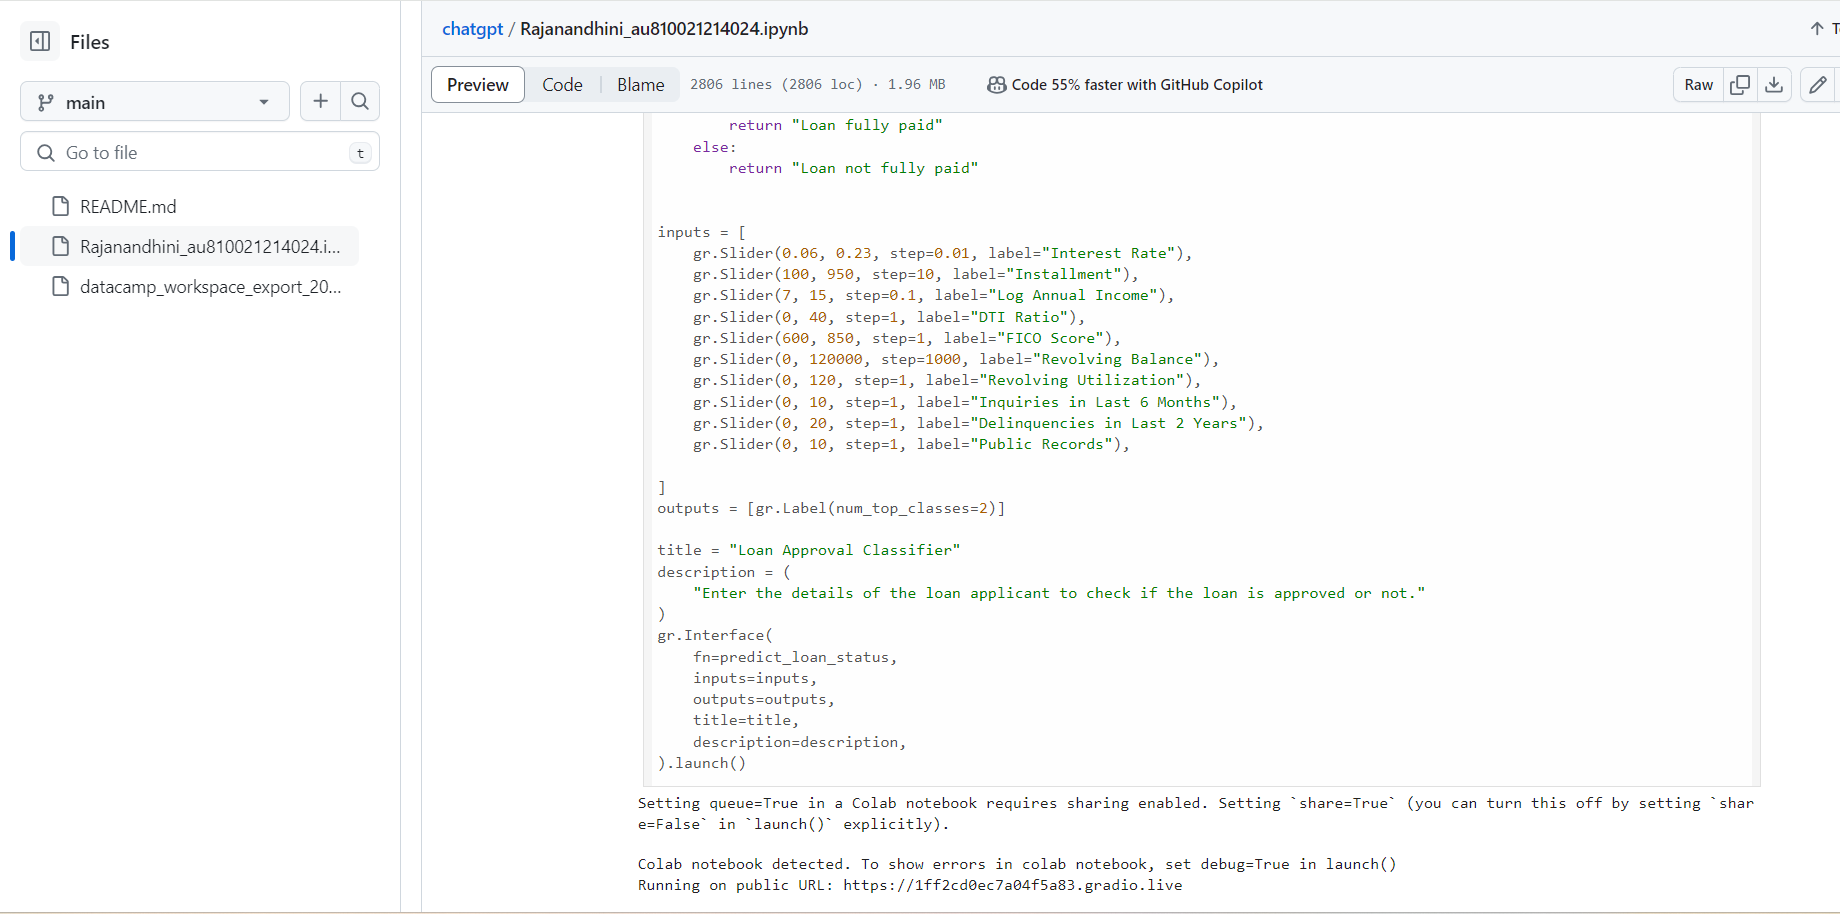 Files
main
Go to file
t
README.md
Rajanandhini_au810021214024.i...
datacamp_workspace_export_20...
chatgpt / Rajanandhini_au810021214024.ipynb
Preview Code Blame 2806 lines (2806 loc) · 1.96 MB Code 55% faster with GitHub Copilot Raw
        return "Loan fully paid"
    else:
        return "Loan not fully paid"
inputs = [
    gr.Slider(0.06, 0.23, step=0.01, label="Interest Rate"),
    gr.Slider(100, 950, step=10, label="Installment"),
    gr.Slider(7, 15, step=0.1, label="Log Annual Income"),
    gr.Slider(0, 40, step=1, label="DTI Ratio"),
    gr.Slider(600, 850, step=1, label="FICO Score"),
    gr.Slider(0, 120000, step=1000, label="Revolving Balance"),
    gr.Slider(0, 120, step=1, label="Revolving Utilization"),
    gr.Slider(0, 10, step=1, label="Inquiries in Last 6 Months"),
    gr.Slider(0, 20, step=1, label="Delinquencies in Last 2 Years"),
    gr.Slider(0, 10, step=1, label="Public Records"),
]
outputs = [gr.Label(num_top_classes=2)]
title = "Loan Approval Classifier"
description = (
    "Enter the details of the loan applicant to check if the loan is approved or not."
)
gr.Interface(
    fn=predict_loan_status,
    inputs=inputs,
    outputs=outputs,
    title=title,
    description=description,
).launch()
Setting queue=True in a Colab notebook requires sharing enabled. Setting `share=True` (you can turn this off by setting `shar
e=False` in `launch()` explicitly).
Colab notebook detected. To show errors in colab notebook, set debug=True in launch()
Running on public URL: https://1ff2cd0ec7a04f5a83.gradio.live